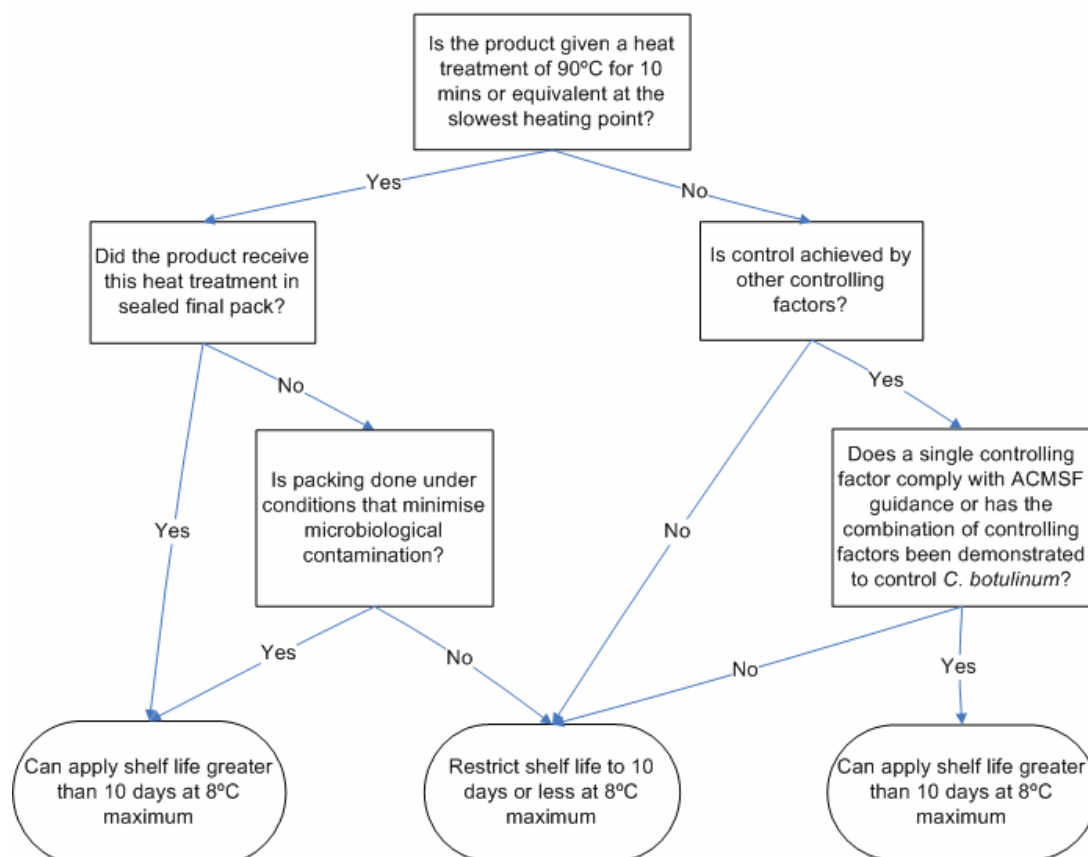 Is the product given a heat
treatment of 90ºC for 10
mins or equivalent at the
slowest heating point?
Yes
No
Did the product receive
this heat treatment in
sealed final pack?
Is control achieved by
other controlling
factors?
No
Yes
Is packing done under
conditions that minimise
microbiological
contamination?
Does a single controlling
factor comply with ACMSF
guidance or has the
combination of controlling
factors been demonstrated
to control C. botulinum?
Yes
No
Yes
No
No
Yes
Can apply shelf life greater
than 10 days at 8ºC
maximum
Restrict shelf life to 10
days or less at 8ºC
maximum
Can apply shelf life greater
than 10 days at 8ºC
maximum